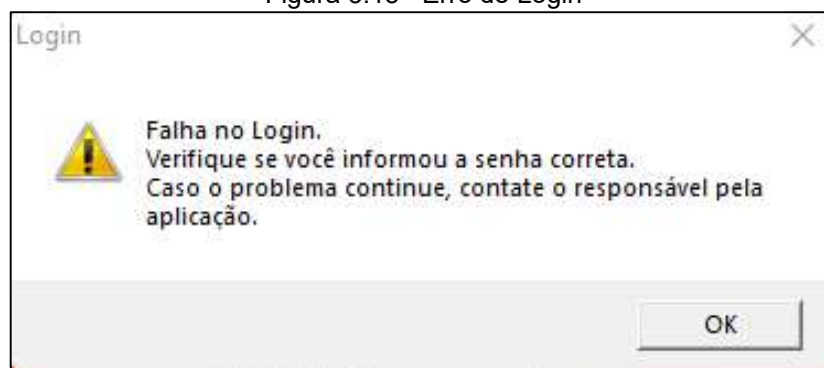 Login
Falha no Login.
Verifique se você informou a senha correta.
Caso o problema continue, contate o responsável pela
aplicação.
OK